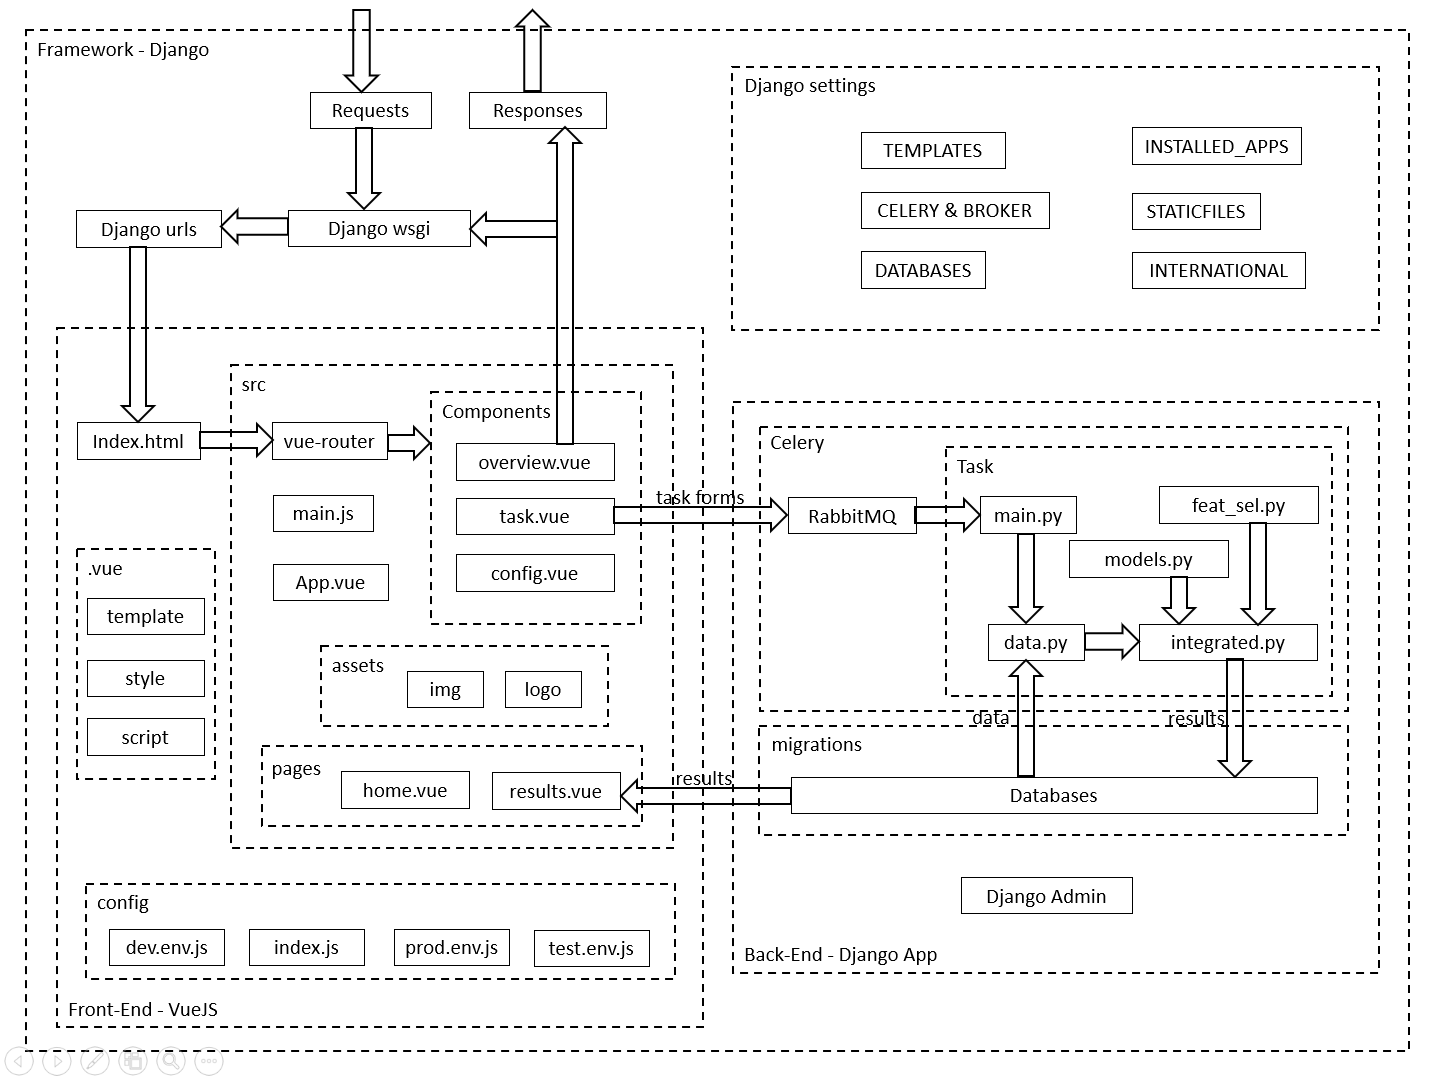 Framework - Django
Requests
Responses
Django urls
Django wsgi
Django settings
TEMPLATES
INSTALLED_APPS
CELERY & BROKER
STATICFILES
DATABASES
INTERNATIONAL
Index.html
src
vue-router
main.js
App.vue
Components
overview.vue
task.vue
config.vue
.vue
template
style
script
assets
img
logo
pages
home.vue
results.vue
config
dev.env.js
index.js
prod.env.js
test.env.js
Front-End - VueJS
task forms
results
Celery
RabbitMQ
Task
main.py
feat_sel.py
models.py
data.py
integrated.py
data
results
migrations
Databases
Django Admin
Back-End - Django App